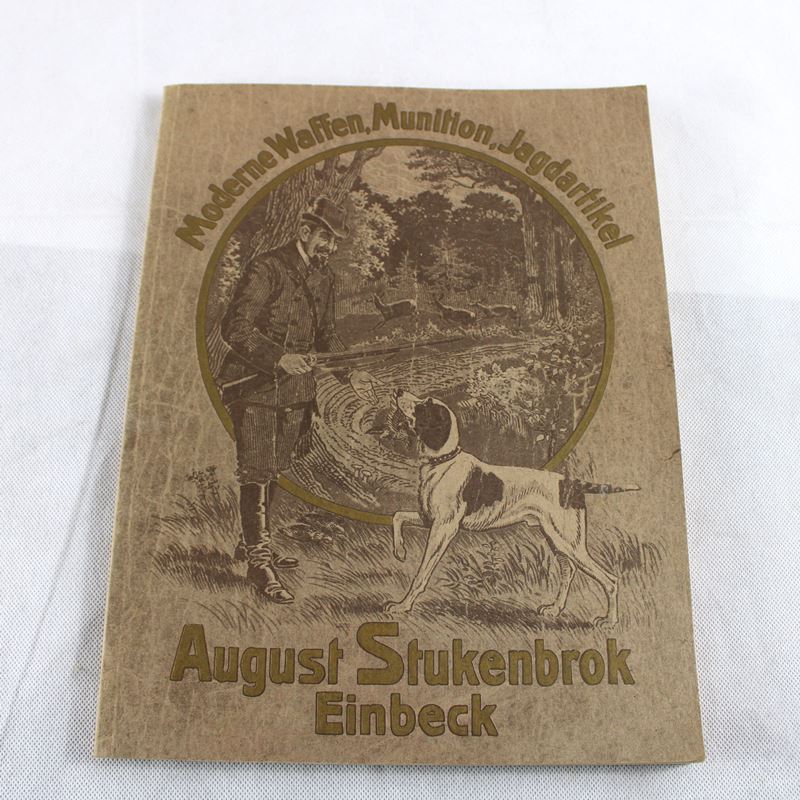 Moderne Waffen, Munition, Jagdartikel
August Stukenbrok
Einbeck